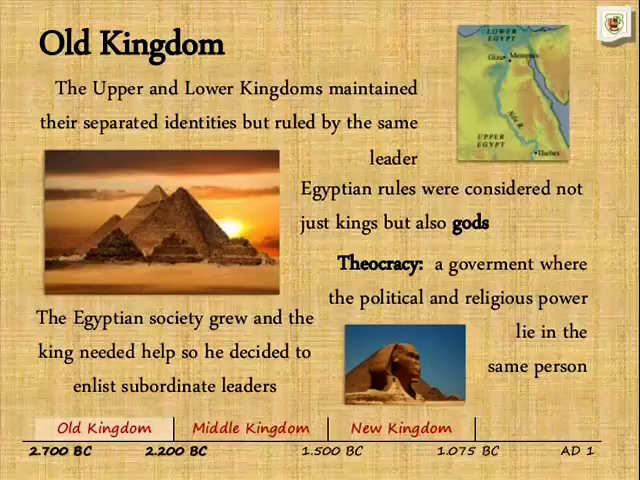 Old Kingdom
The Upper and Lower Kingdoms maintained
their separated identities but ruled by the same
leader
LOWER
EGYPT
Giza Memphis
Nile R.
UPPER
EGYPT
Thebes
Egyptian rules were considered not
just kings but also gods
Theocracy: a goverment where
the political and religious power
lie in the
same person
The Egyptian society grew and the
king needed help so he decided to
enlist subordinate leaders
Old Kingdom Middle Kingdom New Kingdom
2.700 BC 2.200 BC 1.500 BC 1.075 BC AD 1